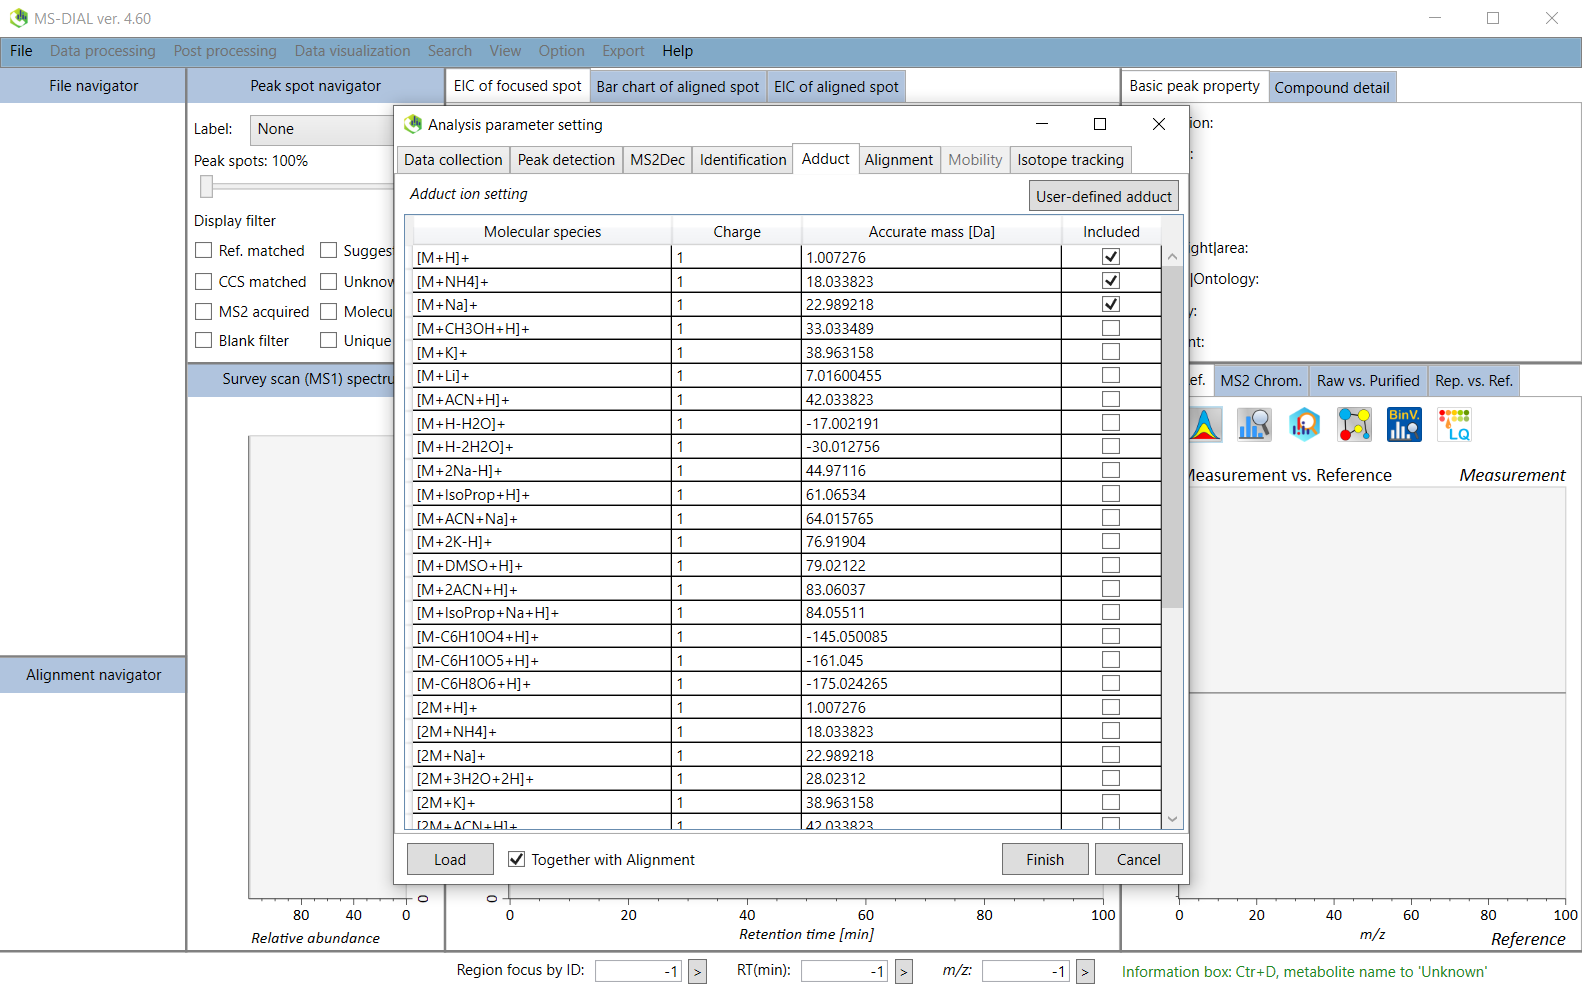 MS-DIAL ver. 4.60
File Data processing Post processing Data visualization Search View Option Export Help
File navigator
Peak spot navigator
EIC of focused spot Bar chart of aligned spot EIC of aligned spot
Basic peak property Compound detail
Label: None
Peak spots: 100%
Display filter
Ref. matched
CCS matched
MS2 acquired Molecu
Blank filter Unique
Survey scan (MS1)
80 40 0
0
Relative abundance
Alignment navigator
Analysis parameter setting
Data collection Peak detection MS2Dec Identification Adduct Alignment Mobility Isotope tracking
Adduct ion setting
User-defined adduct
Molecular species Charge Accurate mass [Da] Included
[M+H]+ 1 1.007276
[M+NH4]+ 1 18.033823
[M+Na]+ 1 22.989218
[M+CH3OH+H]+ 1 33.033489
[M+K]+ 1 38.963158
[M+Li]+ 1 7.01600455
[M+ACN+H]+ 1 42.033823
[M+H-H2O]+ 1 -17.002191
[M+H-2H2O]+ 1 -30.012756
[M+2Na-H]+ 1 44.97116
[M+IsoProp+H]+ 1 61.06534
[M+ACN+Na]+ 1 64.015765
[M+2K-H]+ 1 76.91904
[M+DMSO+H]+ 1 79.02122
[M+2ACN+H]+ 1 83.06037
[M+IsoProp+Na+H]+ 1 84.05511
[M-C6H10O4+H]+ 1 -145.050085
[M-C6H10O5+H]+ 1 -161.045
[M-C6H8O6+H]+ 1 -175.024265
[2M+H]+ 1 1.007276
[2M+NH4]+ 1 18.033823
[2M+Na]+ 1 22.989218
[2M+3H2O+2H]+ 1 28.02312
[2M+K]+ 1 38.963158
[2M+ACN+H]+ 1 42.033823
Load Together with Alignment Finish Cancel
ion:
:
ght|area:
|Ontology:
y:
nt:
ef. MS2 Chrom. Raw vs. Purified Rep. vs. Ref.
BinV.
LQ
Measurement vs. Reference Measurement
0
0 20 40 60 80 100
Retention time [min]
0 20 40 60 80 100
m/z
Reference
Region focus by ID: -1 > RT(min): -1 > m/z: -1 >
Information box: Ctr+D, metabolite name to 'Unknown'